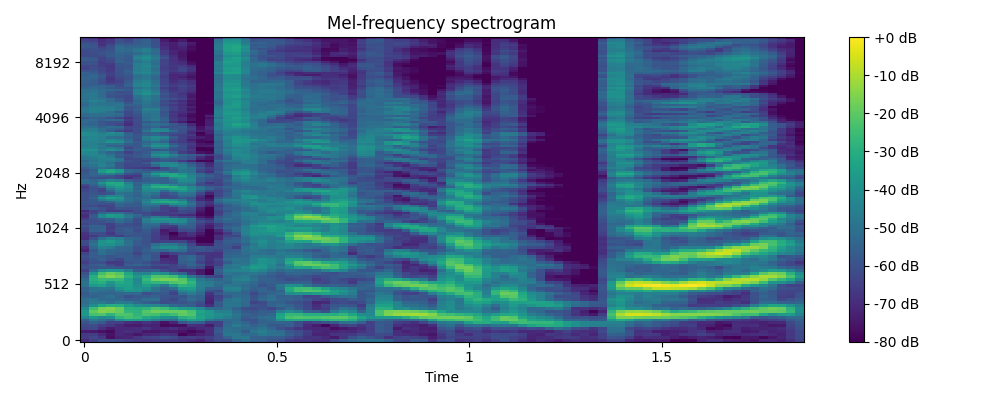 Mel-frequency spectrogram
8192
4096
2048
1024
512
0
Hz
0
0.5
1
1.5
Time
+0 dB
-10 dB
-20 dB
-30 dB
-40 dB
-50 dB
-60 dB
-70 dB
-80 dB